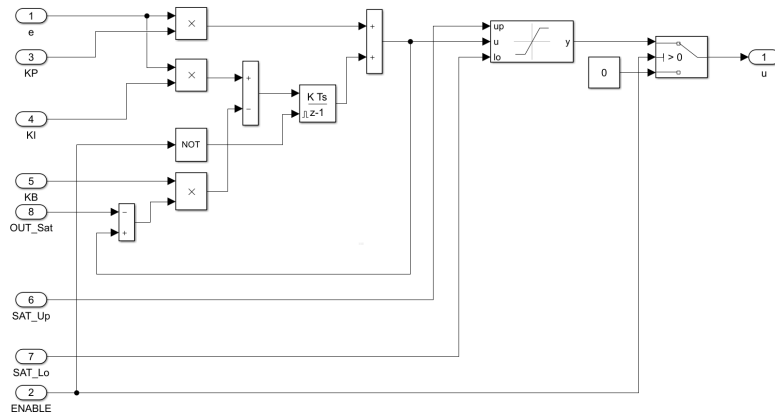 1
e
3
KP
4
KI
5
KB
8
OUT_Sat
6
SAT_Up
7
SAT_Lo
2
ENABLE
×
×
NOT
×
−
+
+
−
K Ts
z-1
+
+
up
u
lo
y
0
> 0
1
u